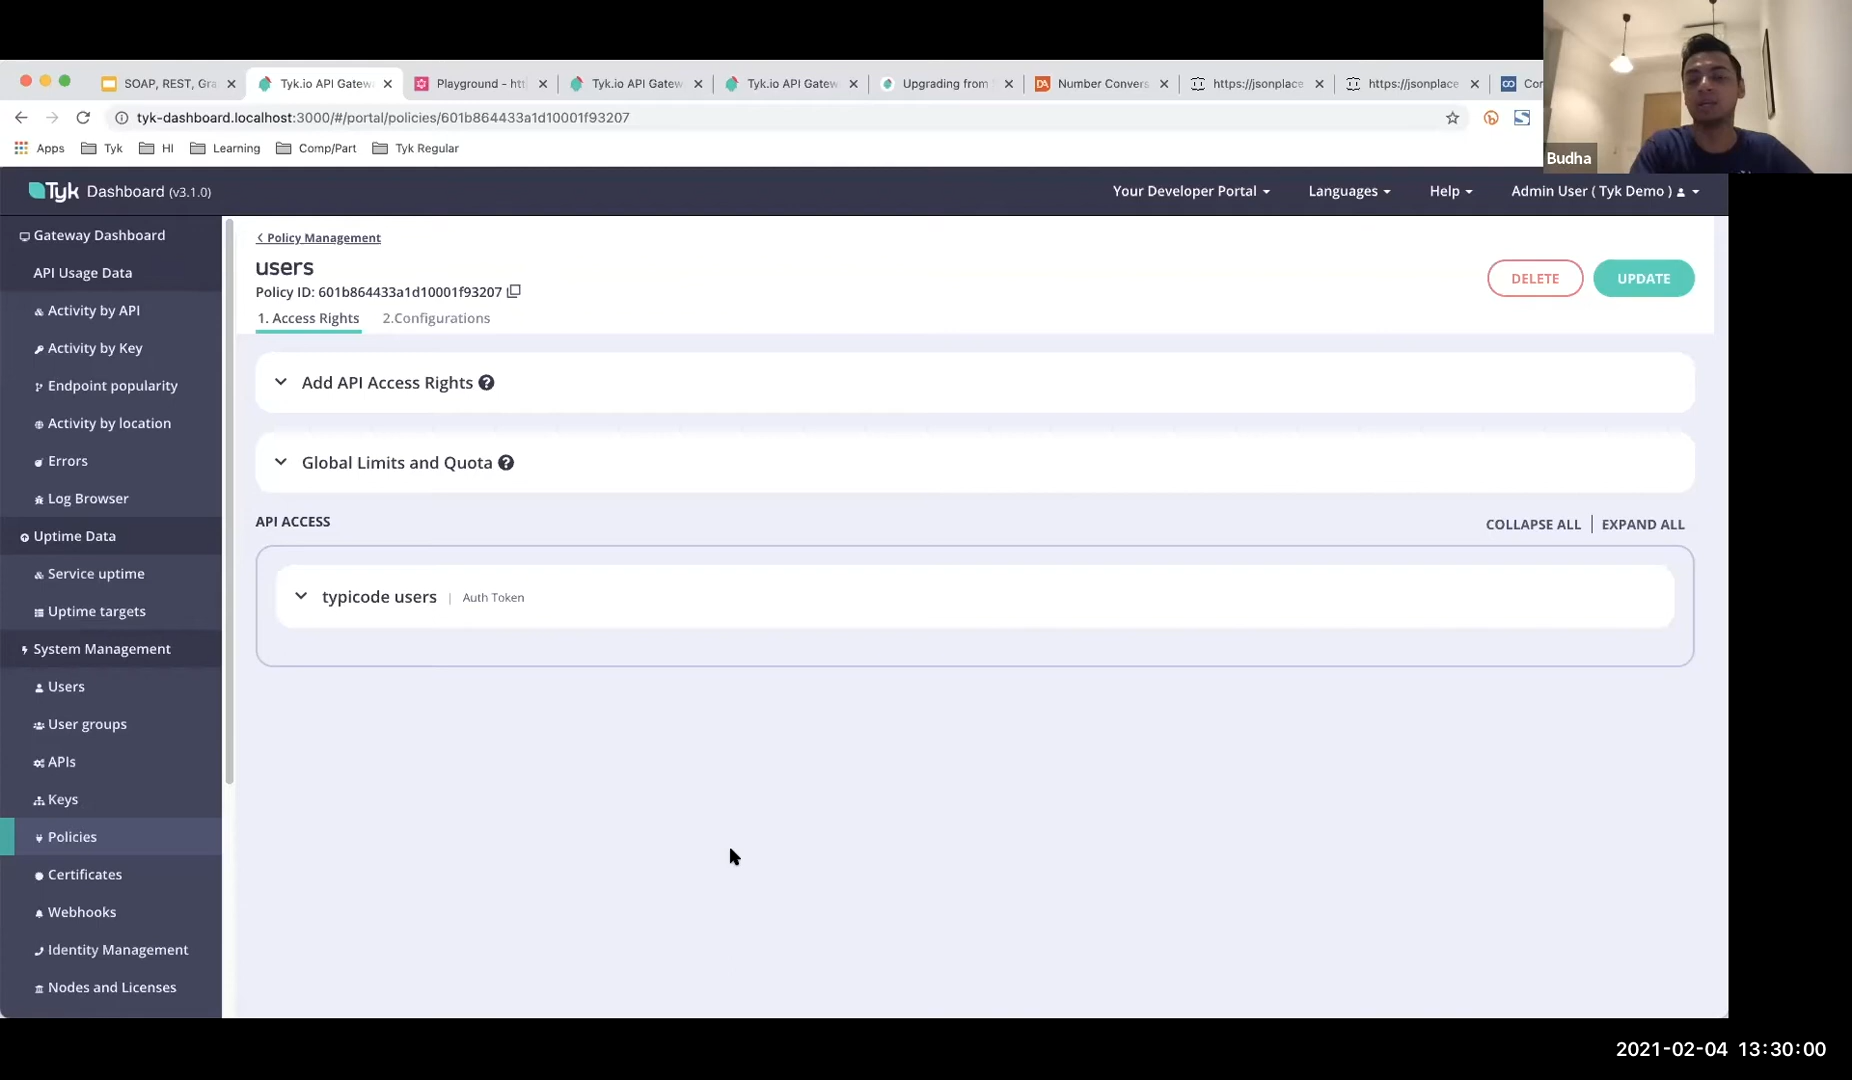 SOAP, REST, Gra
Tyk.io API Gatew
Playground - htt
Tyk.io API Gatew
Tyk.io API Gatew
Upgrading from
Number Convers
https://jsonplace
https://jsonplace
Con
tyk-dashboard.localhost:3000/#/portal/policies/601b864433a1d10001f93207
Apps
Tyk
HI
Learning
Comp/Part
Tyk Regular
Budha
Tyk Dashboard (v3.1.0)
Your Developer Portal
Languages
Help
Admin User ( Tyk Demo )
Gateway Dashboard
API Usage Data
Activity by API
Activity by Key
Endpoint popularity
Activity by location
Errors
Log Browser
Uptime Data
Service uptime
Uptime targets
System Management
Users
User groups
APIs
Keys
Policies
Certificates
Webhooks
Identity Management
Nodes and Licenses
Policy Management
users
Policy ID: 601b864433a1d10001f93207
DELETE
UPDATE
1. Access Rights
2.Configurations
Add API Access Rights ?
Global Limits and Quota ?
API ACCESS
COLLAPSE ALL | EXPAND ALL
typicode users | Auth Token
2021-02-04 13:30:00